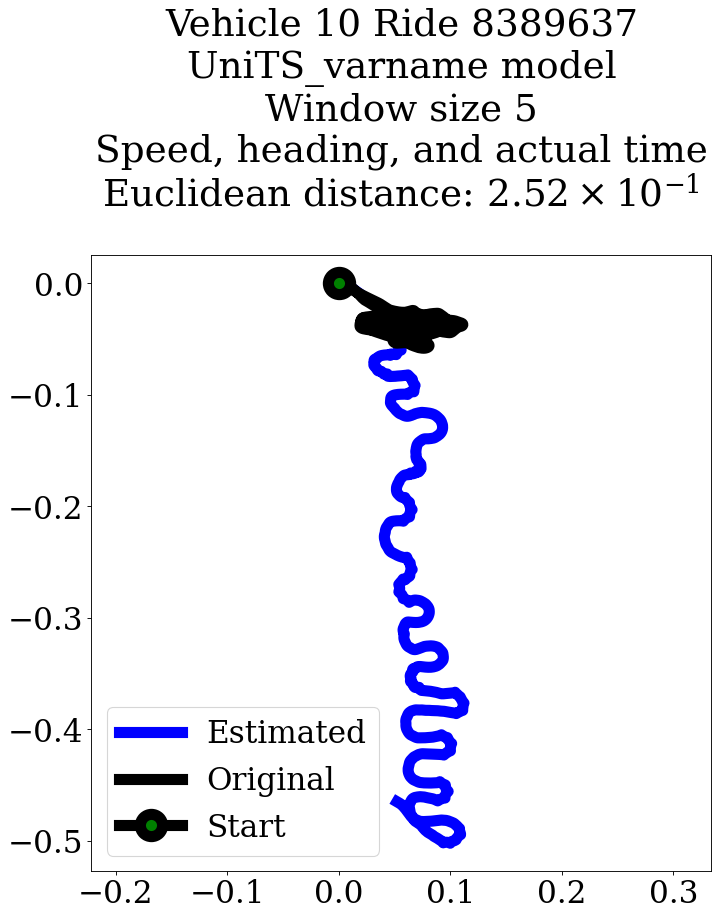 Vehicle 10 Ride 8389637
UniTS_varname model
Window size 5
Speed, heading, and actual time
Euclidean distance: 2.52 × 10⁻¹
0.0
−0.1
−0.2
−0.3
−0.4
−0.5
Estimated
Original
Start
−0.2 −0.1 0.0 0.1 0.2 0.3